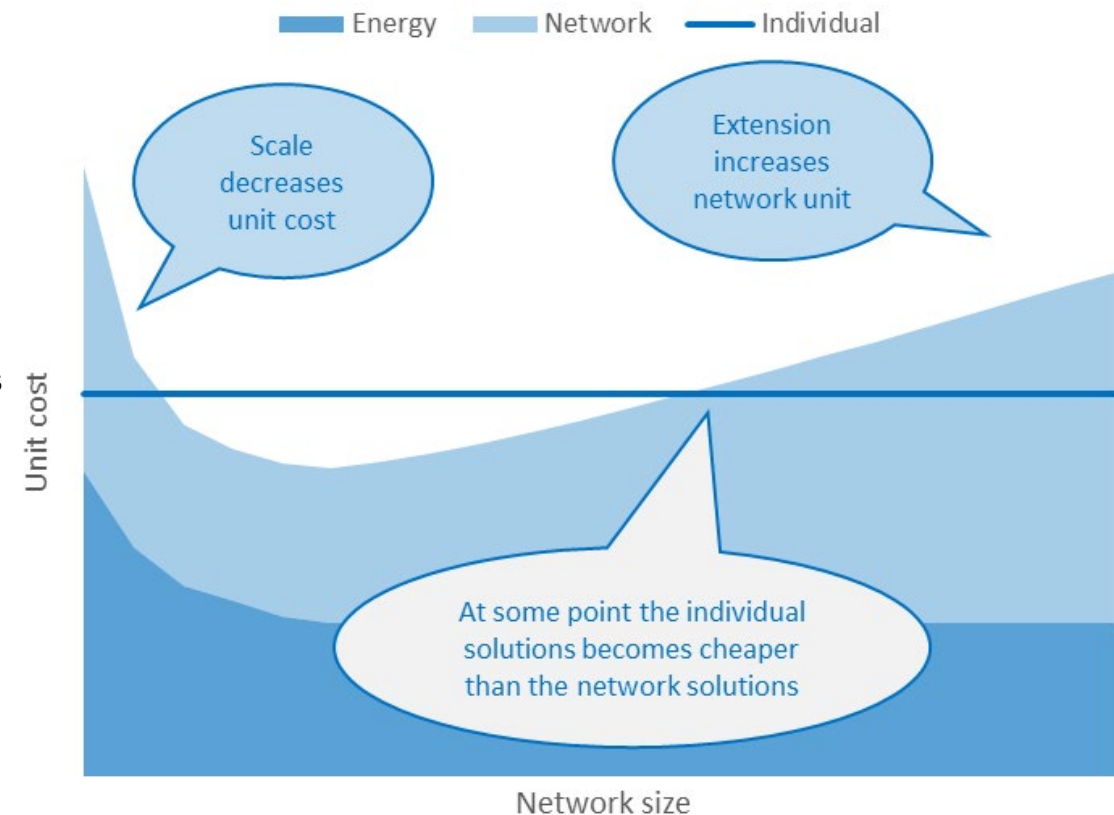 Energy Network Individual
Scale
decreases
unit cost
Extension
increases
network unit
s
Unit cost
At some point the individual
solutions becomes cheaper
than the network solutions
Network size